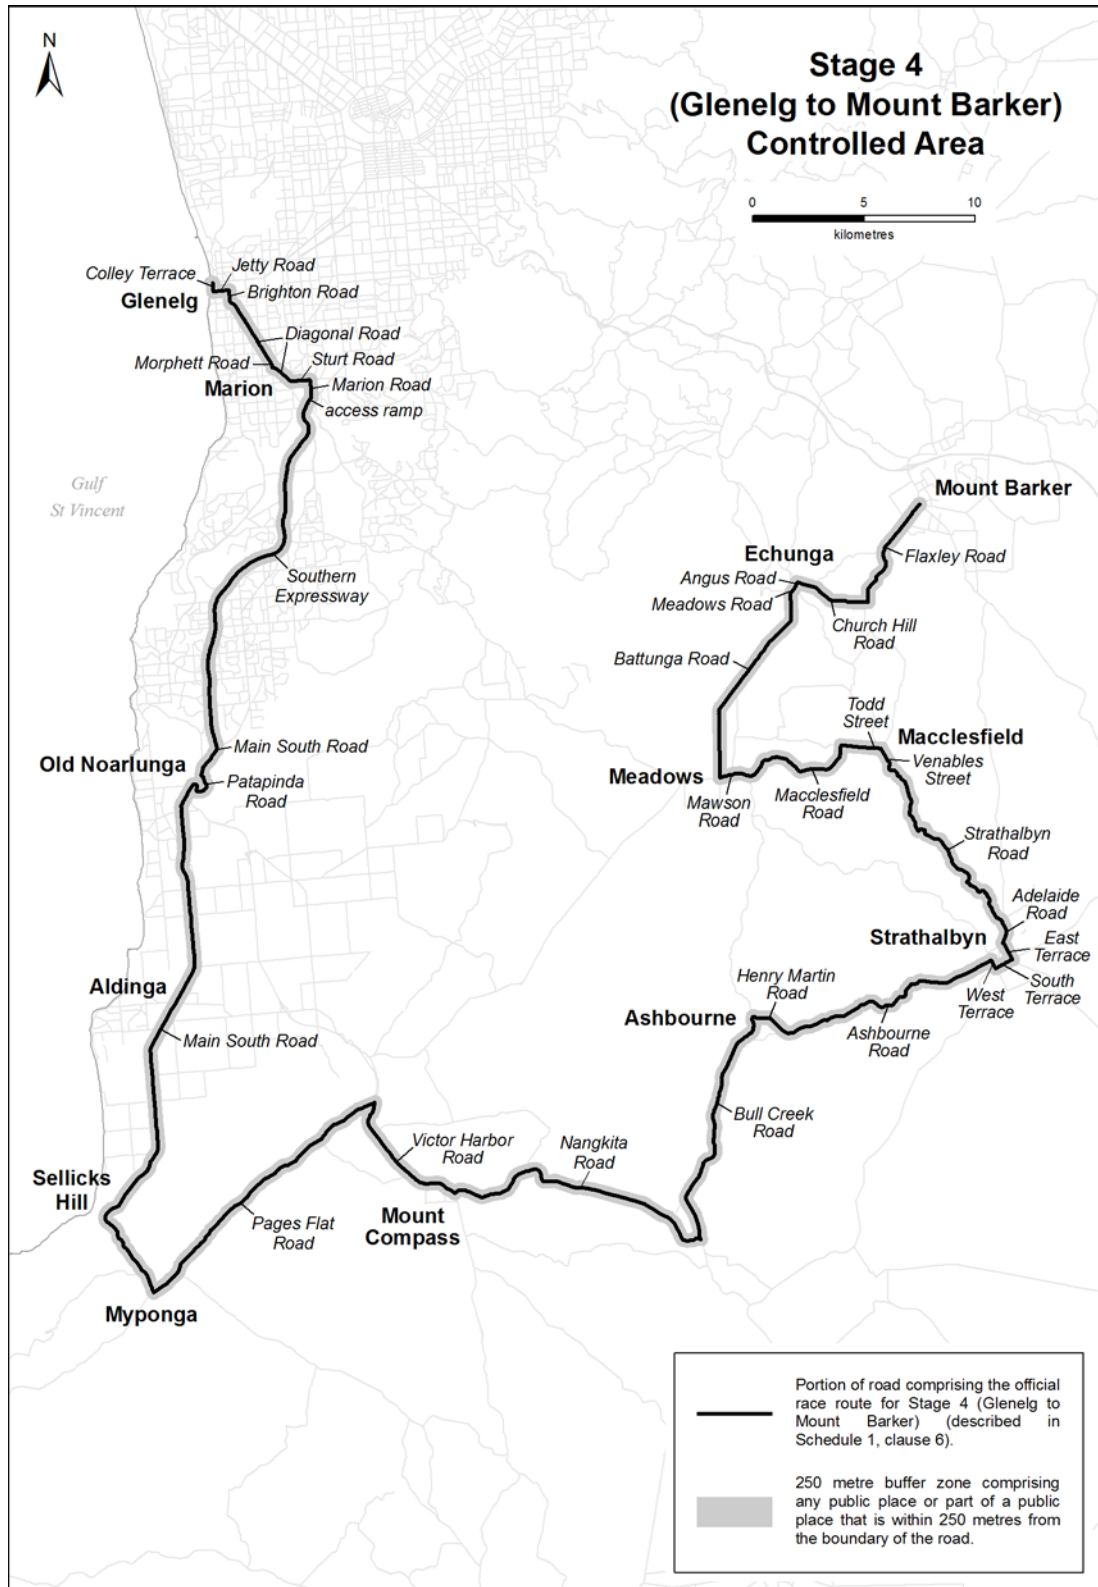 N
Stage 4
(Glenelg to Mount Barker)
Controlled Area
0 5 10
kilometres
Colley Terrace
Jetty Road
Glenelg
Brighton Road
Diagonal Road
Morphett Road
Sturt Road
Marion
Marion Road
access ramp
Gulf
St Vincent
Mount Barker
Echunga
Flaxley Road
Southern
Expressway
Angus Road
Meadows Road
Church Hill
Road
Battunga Road
Todd
Street
Macclesfield
Venables
Street
Main South Road
Old Noarlunga
Patapinda
Road
Meadows
Mawson
Road
Macclesfield
Road
Strathalbyn
Road
Adelaide
Road
Strathalbyn
East
Terrace
South
Terrace
West
Terrace
Henry Martin
Road
Aldinga
Ashbourne
Ashbourne
Road
Main South Road
Bull Creek
Road
Victor Harbor
Road
Nangkita
Road
Sellicks
Hill
Pages Flat
Road
Mount
Compass
Myponga
Portion of road comprising the official
race route for Stage 4 (Glenelg to
Mount Barker) (described in
Schedule 1, clause 6).
250 metre buffer zone comprising
any public place or part of a public
place that is within 250 metres from
the boundary of the road.